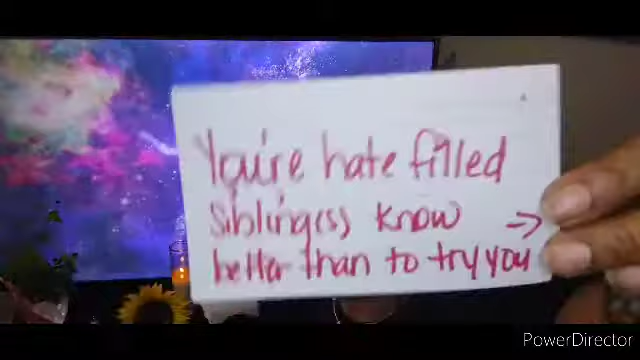 You're hate filled
sibling(s) know →
better than to try you
PowerDirector